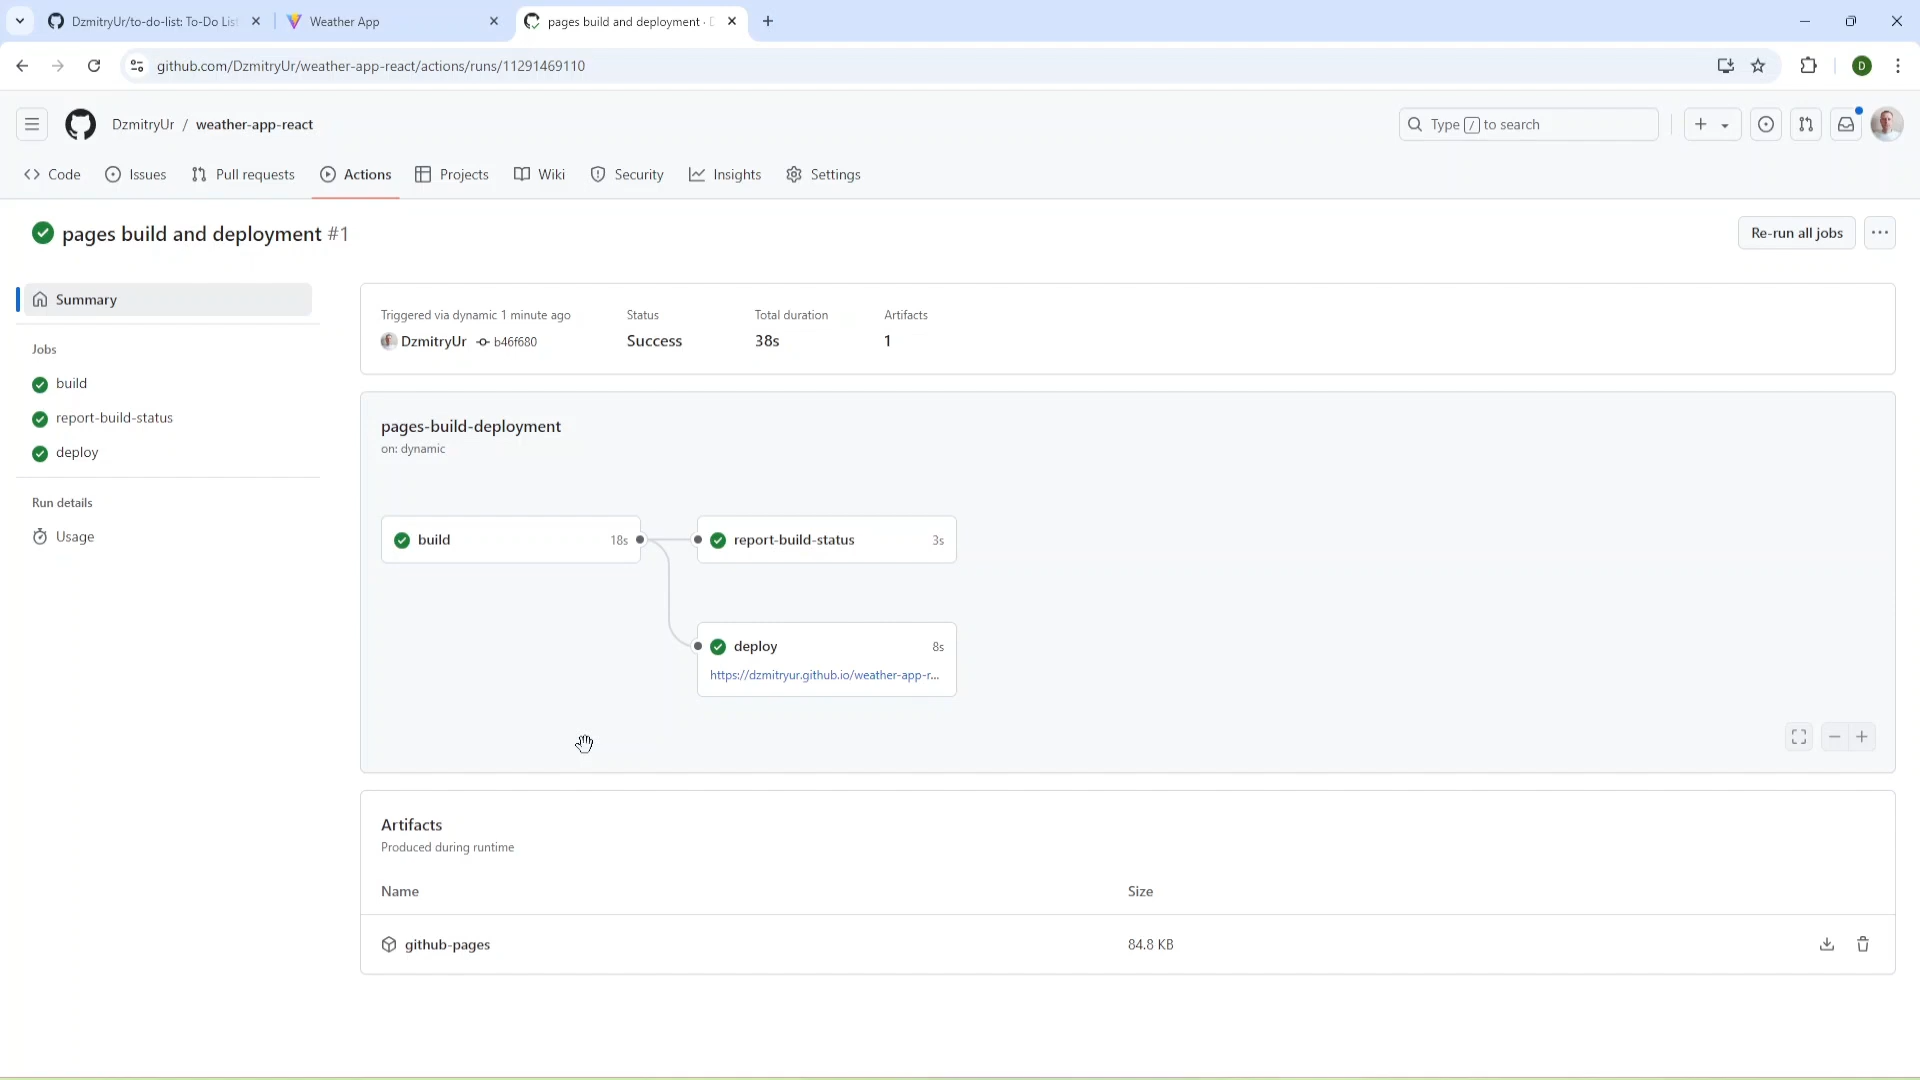 DzmitryUr/to-do-list: To-Do List
Weather App
pages build and deployment ·
github.com/DzmitryUr/weather-app-react/actions/runs/11291469110
D
DzmitryUr / weather-app-react
Type / to search
Code
Issues
Pull requests
Actions
Projects
Wiki
Security
Insights
Settings
pages build and deployment #1
Re-run all jobs
Summary
Jobs
build
report-build-status
deploy
Run details
Usage
Triggered via dynamic 1 minute ago
DzmitryUr b46f680
Status
Success
Total duration
38s
Artifacts
1
pages-build-deployment
on: dynamic
build 18s
report-build-status 3s
deploy 8s
https://dzmitryur.github.io/weather-app-r...
Artifacts
Produced during runtime
Name Size
github-pages 84.8 KB